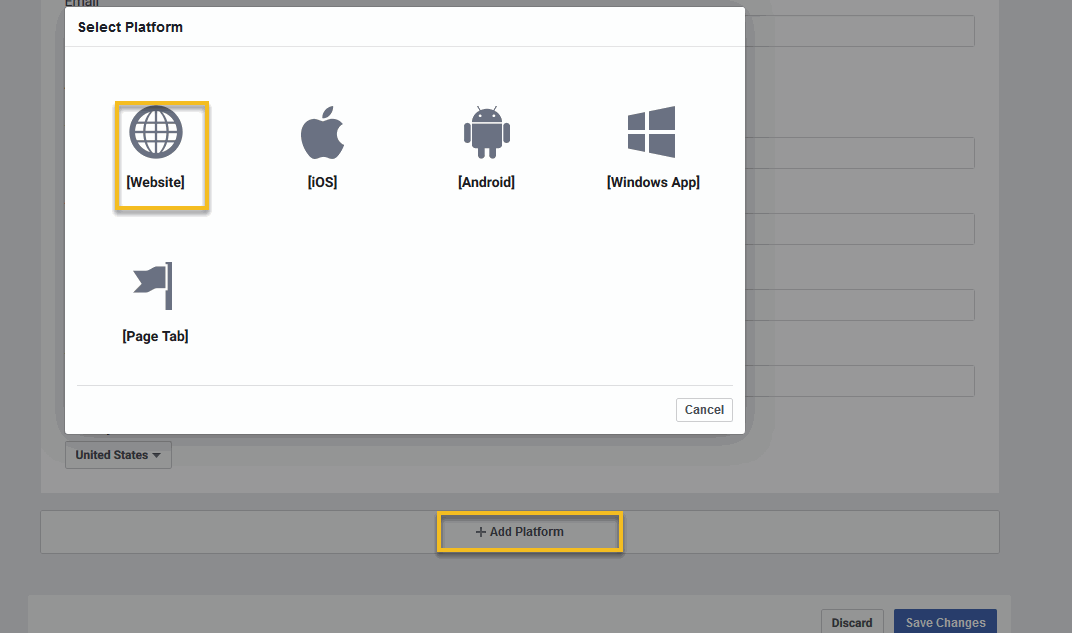 Email
Select Platform
[Website]
[iOS]
[Android]
[Windows App]
[Page Tab]
Cancel
United States
+ Add Platform
Discard
Save Changes